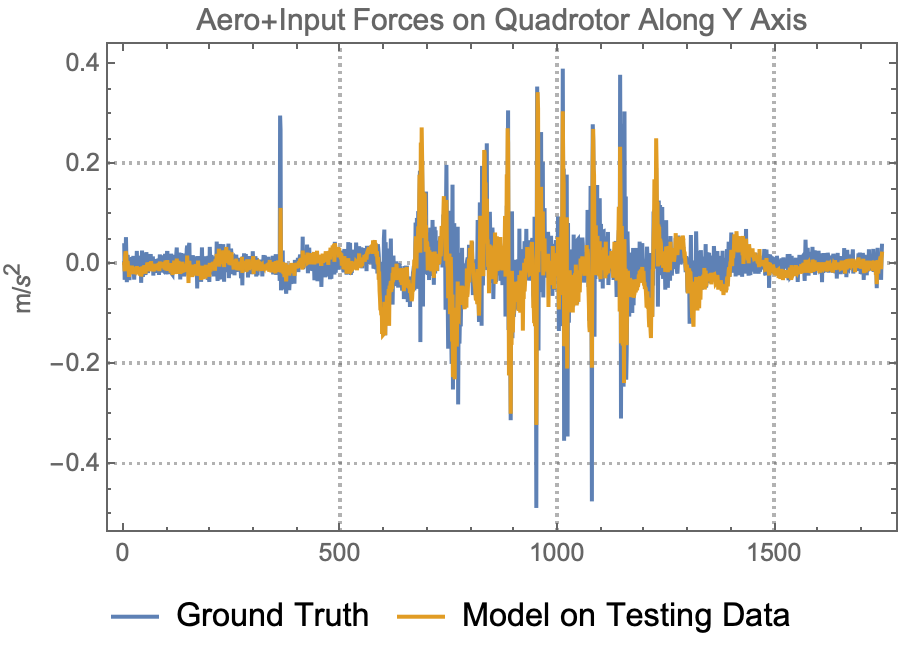 Aero+Input Forces on Quadrotor Along Y Axis
0.4
0.2
0.0
−0.2
−0.4
m/s²
0 500 1000 1500
Ground Truth Model on Testing Data